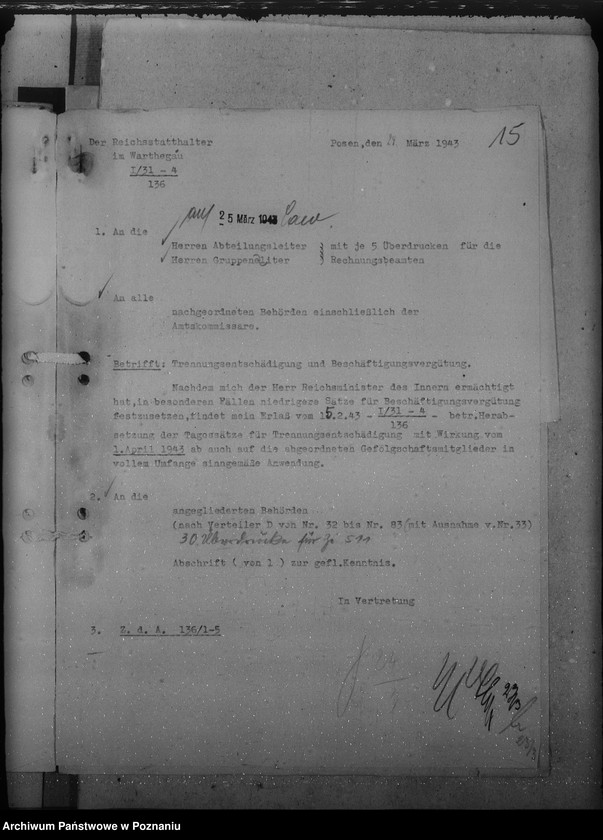 Der Reichsstatthalter Posen,den März 1943 15
im Warthegau
I/31 - 4
136
25 März 1943
1. An die
Herren Abteilungsleiter } mit je 5 Überdrucken für die
Herren Gruppenleiter } Rechnungsbeamten
An alle
nachgeordneten Behörden einschließlich der
Amtskommissare.
Betrifft: Trennungsentschädigung und Beschäftigungsvergütung.
Nachdem mich der Herr Reichsminister des Innern ermächtigt
hat,in besonderen Fällen niedrigere Sätze für Beschäftigungsvergütung
festzusetzen,findet mein Erlaß vom 15.2.43 - I/31 - 4 - betr.Herab-
136
setzung der Tagessätze für Trennungsentschädigung mit Wirkung vom
1.April 1943 ab auch auf die abgeordneten Gefolgschaftsmitglieder in
vollem Umfange sinngemäße Anwendung.
2. An die
angegliederten Behörden
(nach Verteiler D von Nr. 32 bis Nr. 83 (mit Ausnahme v.Nr.33)
30 Überdrucke für
Abschrift ( von 1 ) zur gefl.Kenntnis.
In Vertretung
3. Z. d. A. 136/1-5
Archiwum Państwowe w Poznaniu